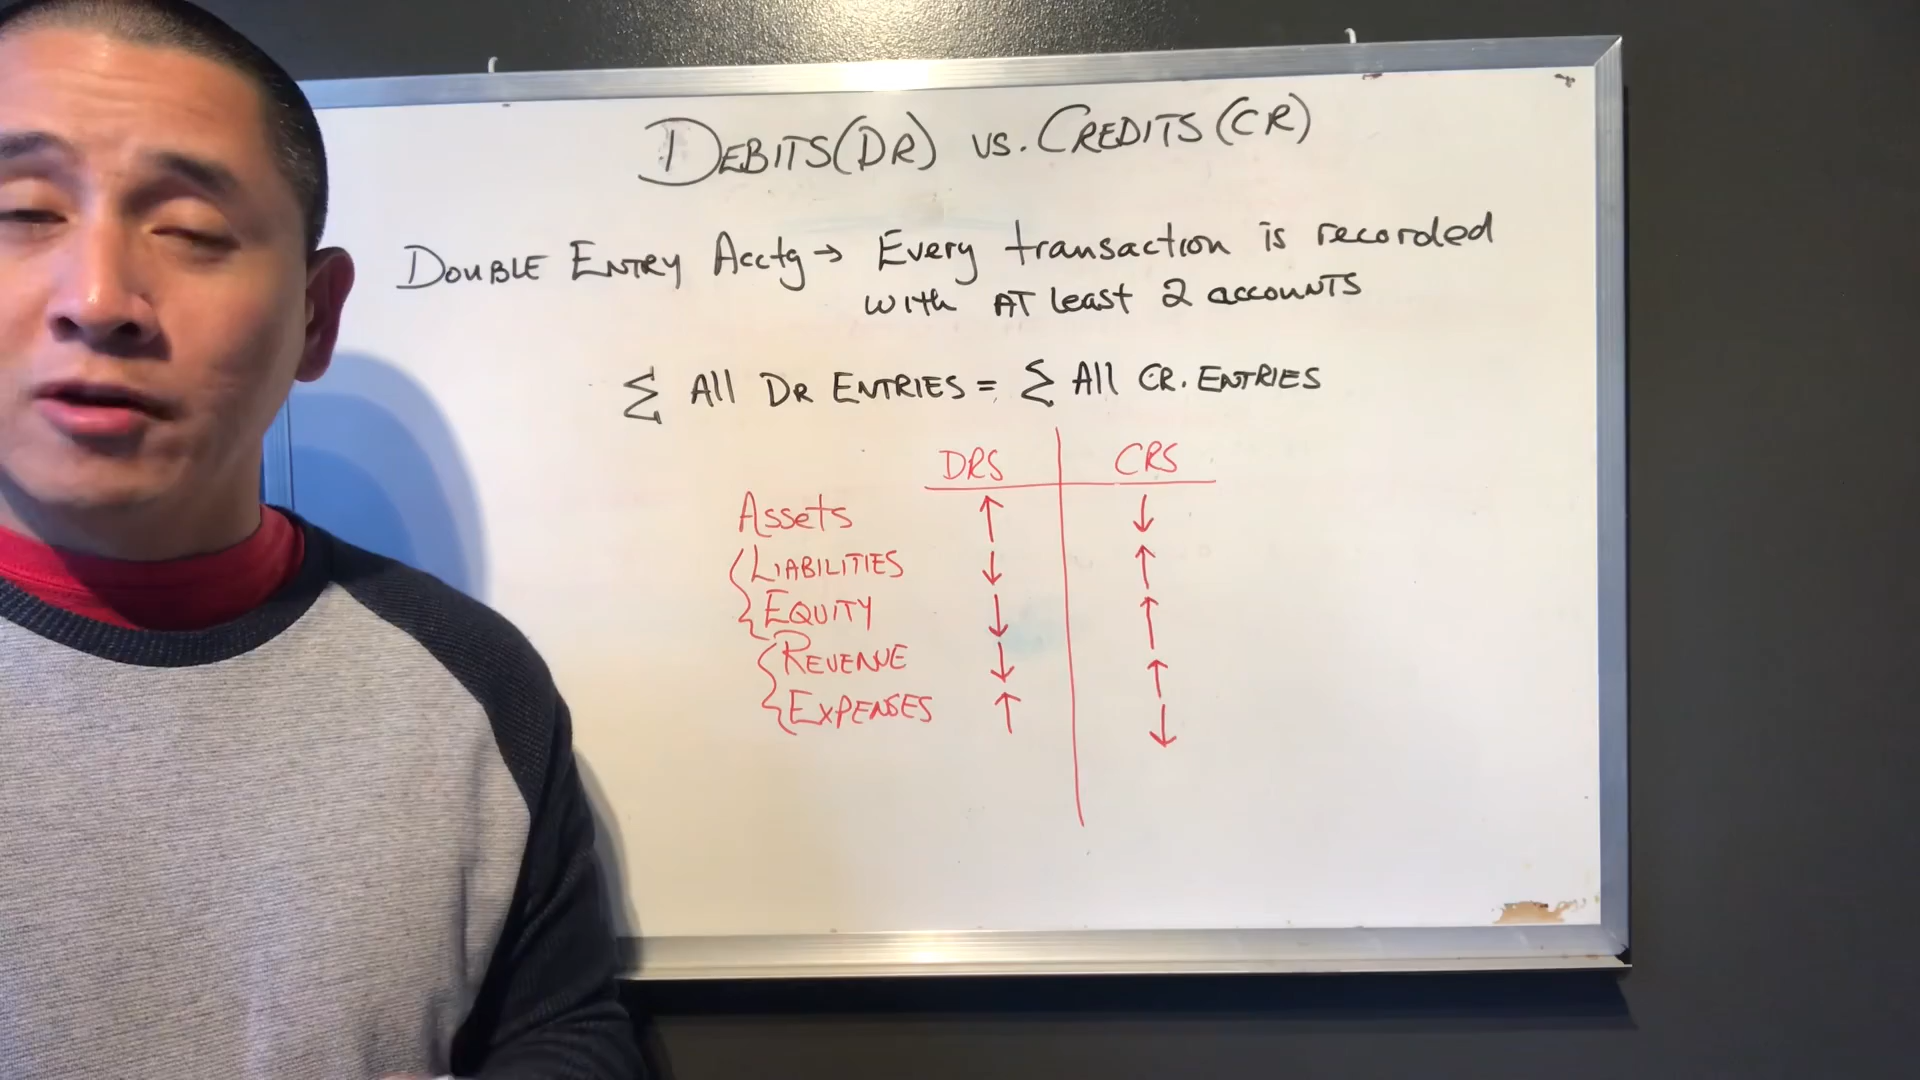 DEBITS(DR) vs. CREDITS (CR)
DOUBLE ENTRY Acctg → Every transaction is recorded
with AT least 2 accounts
Σ All DR ENTRIES = Σ All CR. ENTRIES
DRS CRS
Assets ↑ ↓
LIABILITIES ↓ ↑
EQUITY ↓ ↑
REVENUE ↓ ↑
EXPENSES ↑ ↓